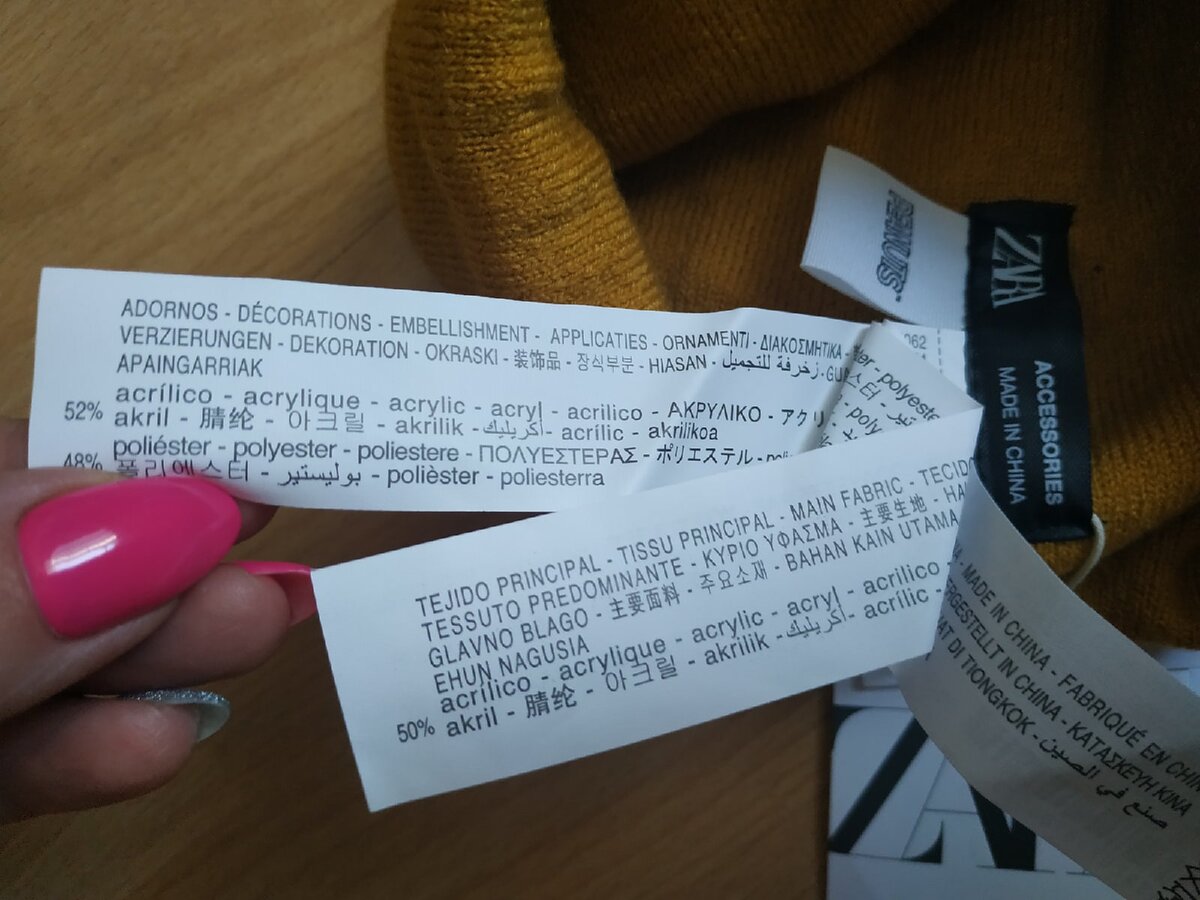 ADORNOS - DÉCORATIONS - EMBELLISHMENT - APPLICATIES - ORNAMENTI - ΔΙΑΚΟΣΜΗΤΙΚΑ -
VERZIERUNGEN - DEKORATION - OKRASKI - 装饰品 - 장식부분 - HIASAN - زخرفة للتجميل -
APAINGARRIAK
52% acrílico - acrylique - acrylic - acryl - acrilico - ΑΚΡΥΛΙΚΟ -
akril - 腈纶 - 아크릴 - akrilik - أكريليك - acrílic - akrilikoa
48% poliéster - polyester - poliestere - ΠΟΛΥΕΣΤΕΡΑΣ - ポリエステル -
폴리에스터 - بوليستير - polièster - poliesterra
TEJIDO PRINCIPAL - TISSU PRINCIPAL - MAIN FABRIC -
TESSUTO PREDOMINANTE - ΚΥΡΙΟ ΥΦΑΣΜΑ - 主要生地 -
GLAVNO BLAGO - 主要面料 - 주요소재 - BAHAN KAIN UTAMA
EHUN NAGUSIA
50% acrílico - acrylique - acrylic - acryl - acrilico -
akril - 腈纶 - 아크릴 - akrilik - أكريليك - acrílic -
ZARA
ACCESSORIES
MADE IN CHINA
MADE IN CHINA - FABRIQUÉ EN
IN CHINA - ΚΑΤΑΣΚΕΥΗ ΚΙΝΑ
DI TIONGKOK - صنع في الصين